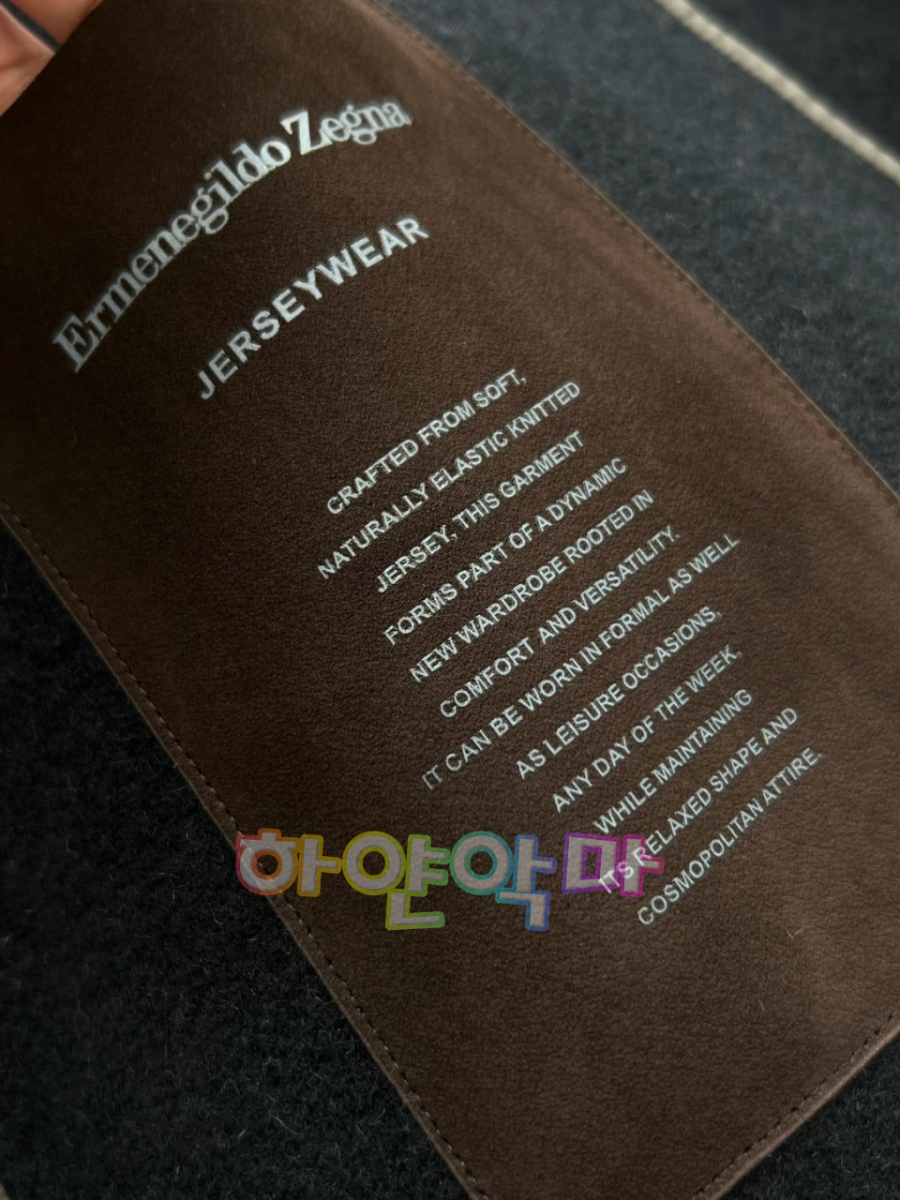 Ermenegildo Zegna
JERSEYWEAR
CRAFTED FROM SOFT,
NATURALLY ELASTIC KNITTED
JERSEY, THIS GARMENT
FORMS PART OF A DYNAMIC
NEW WARDROBE ROOTED IN
COMFORT AND VERSATILITY.
IT CAN BE WORN IN FORMAL AS WELL
AS LEISURE OCCASIONS,
ANY DAY OF THE WEEK,
WHILE MAINTAINING
ITS RELAXED SHAPE AND
COSMOPOLITAN ATTIRE.
하얀악마